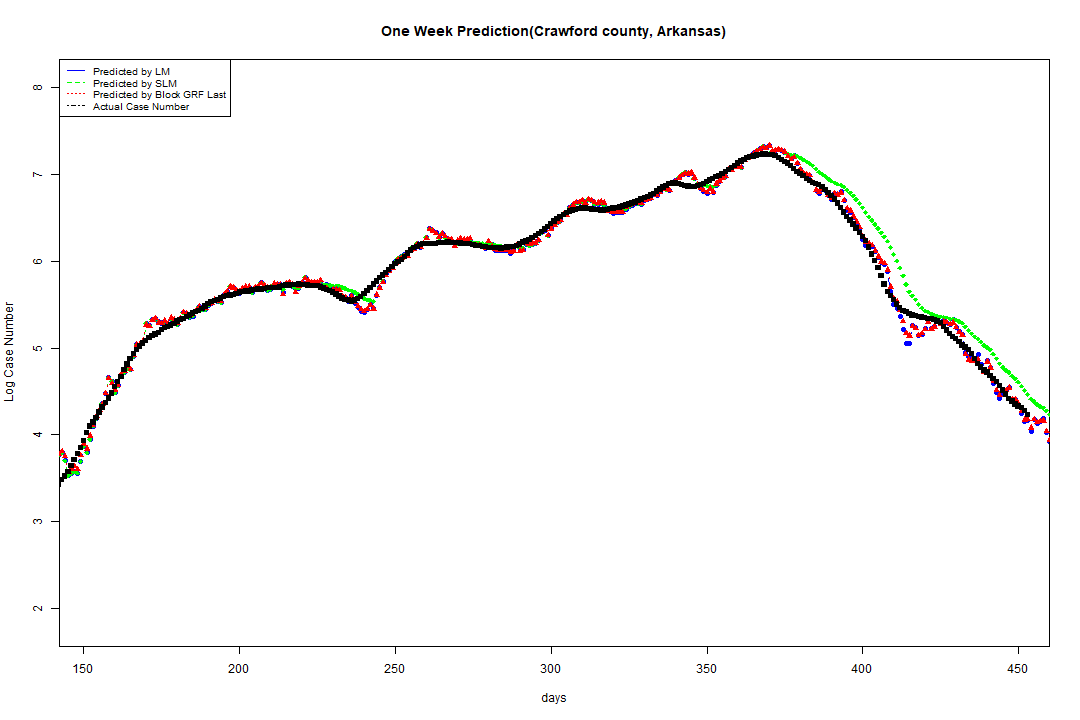 One Week Prediction(Crawford county, Arkansas)
Predicted by LM
Predicted by SLM
Predicted by Block GRF Last
Actual Case Number
8
7
6
5
4
3
2
Log Case Number
150 200 250 300 350 400 450
days